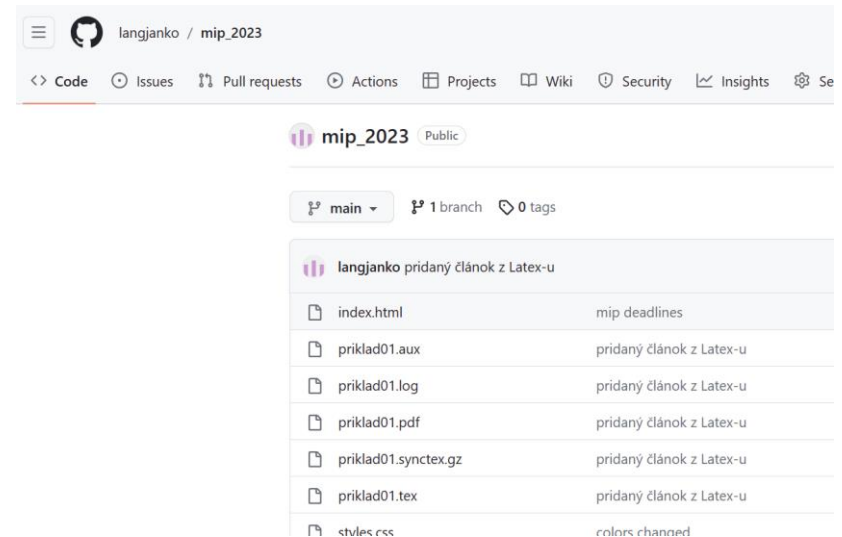 langjanko / mip_2023
Code Issues Pull requests Actions Projects Wiki Security Insights Se
mip_2023 Public
main 1 branch 0 tags
langjanko pridaný článok z Latex-u
index.html mip deadlines
priklad01.aux pridaný článok z Latex-u
priklad01.log pridaný článok z Latex-u
priklad01.pdf pridaný článok z Latex-u
priklad01.synctex.gz pridaný článok z Latex-u
priklad01.tex pridaný článok z Latex-u
styles.css colors changed